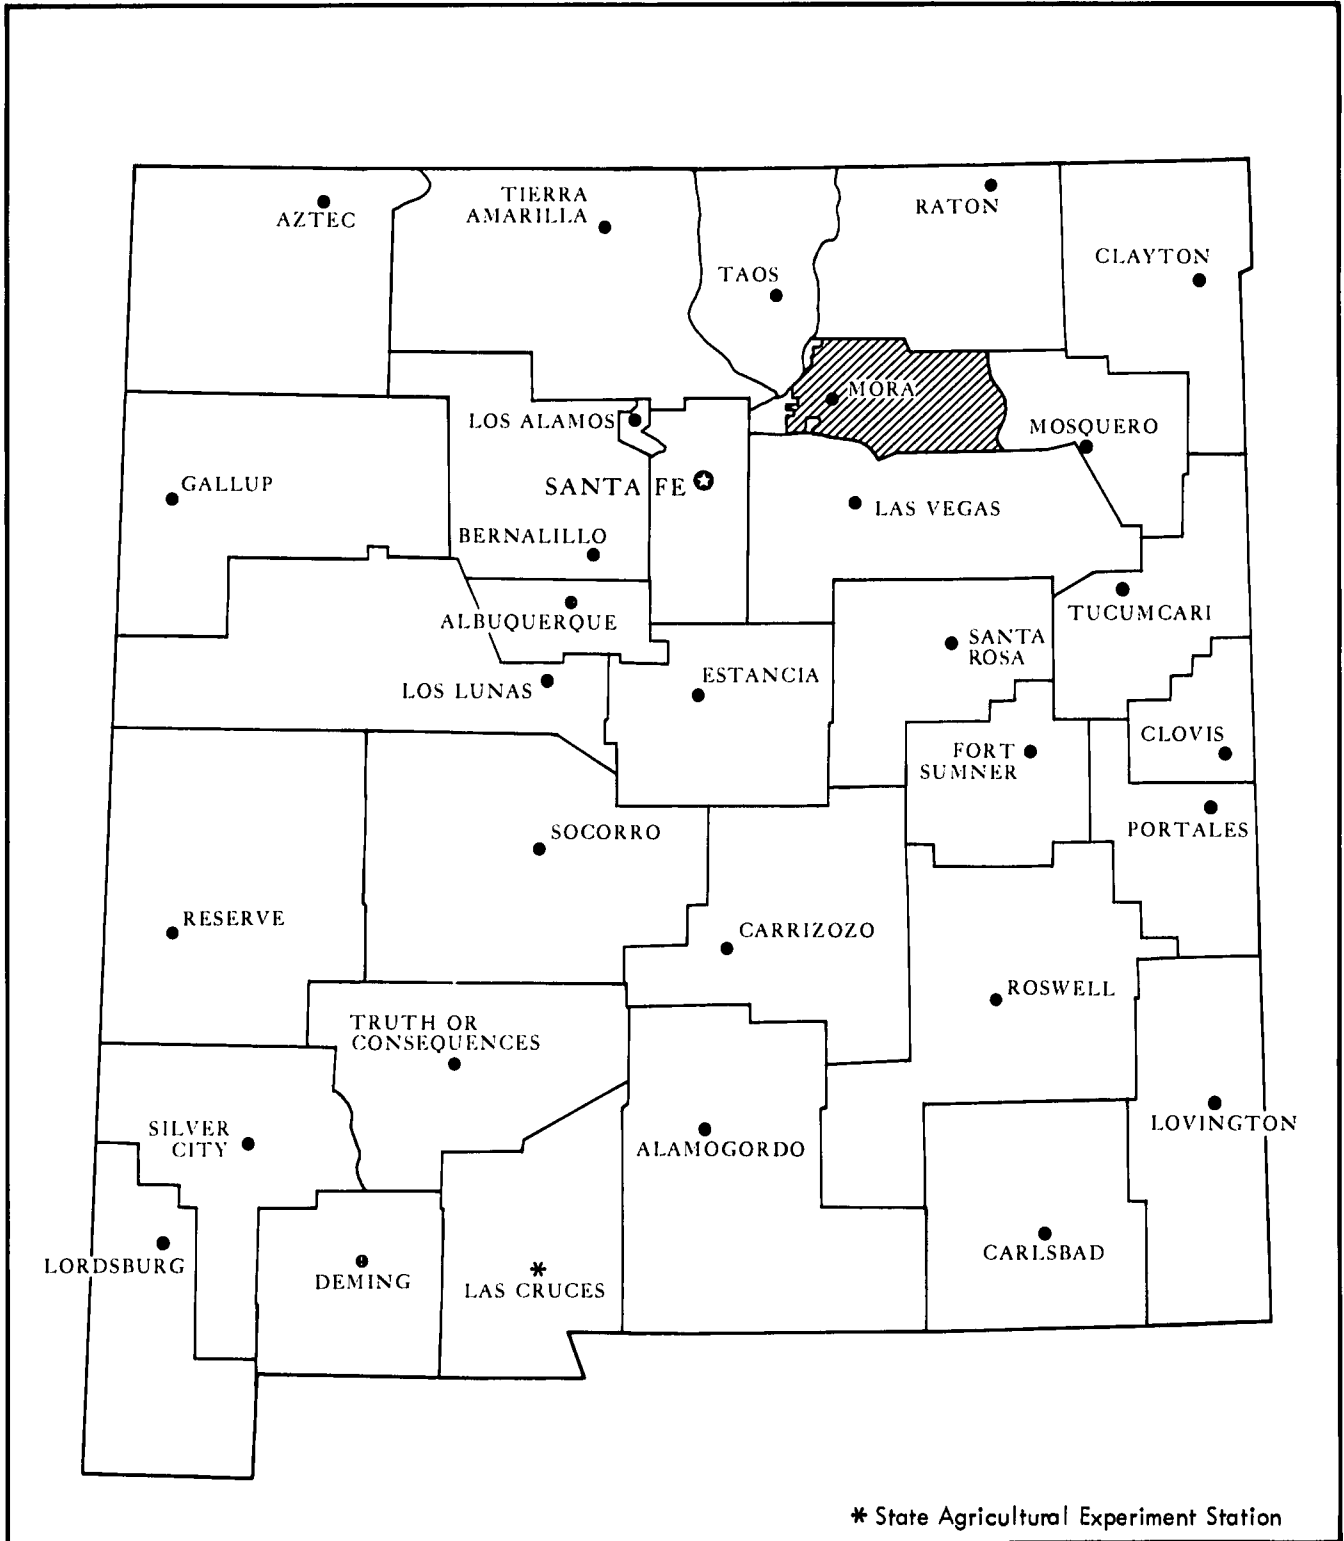 TIERRA
AMARILLA
RATON
AZTEC
CLAYTON
TAOS
MORA
LOS ALAMOS
MOSQUERO
GALLUP
SANTA FE
LAS VEGAS
BERNALILLO
ALBUQUERQUE
TUCUMCARI
SANTA
ROSA
ESTANCIA
LOS LUNAS
CLOVIS
FORT
SUMNER
SOCORRO
PORTALES
RESERVE
CARRIZOZO
ROSWELL
TRUTH OR
CONSEQUENCES
LOVINGTON
SILVER
CITY
ALAMOGORDO
CARLSBAD
LORDSBURG
DEMING
LAS CRUCES
* State Agricultural Experiment Station